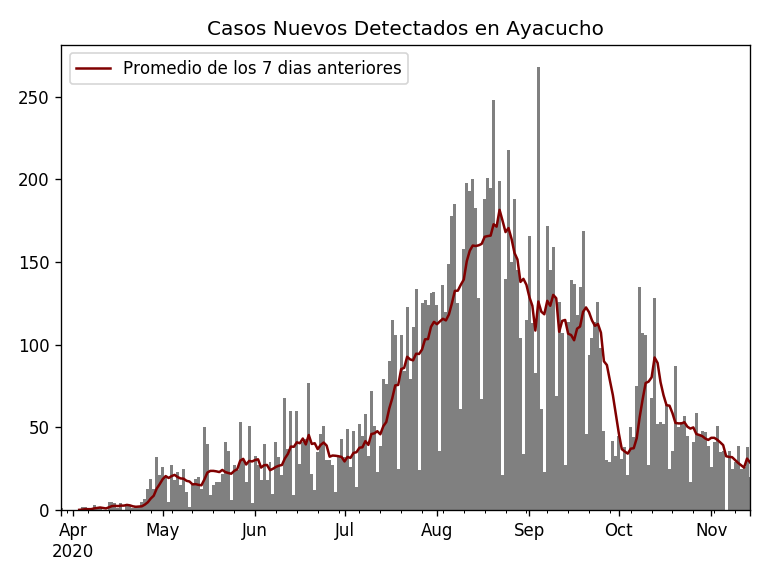 Casos Nuevos Detectados en Ayacucho
Promedio de los 7 dias anteriores
250
200
150
100
50
0
Apr May Jun Jul Aug Sep Oct Nov
2020